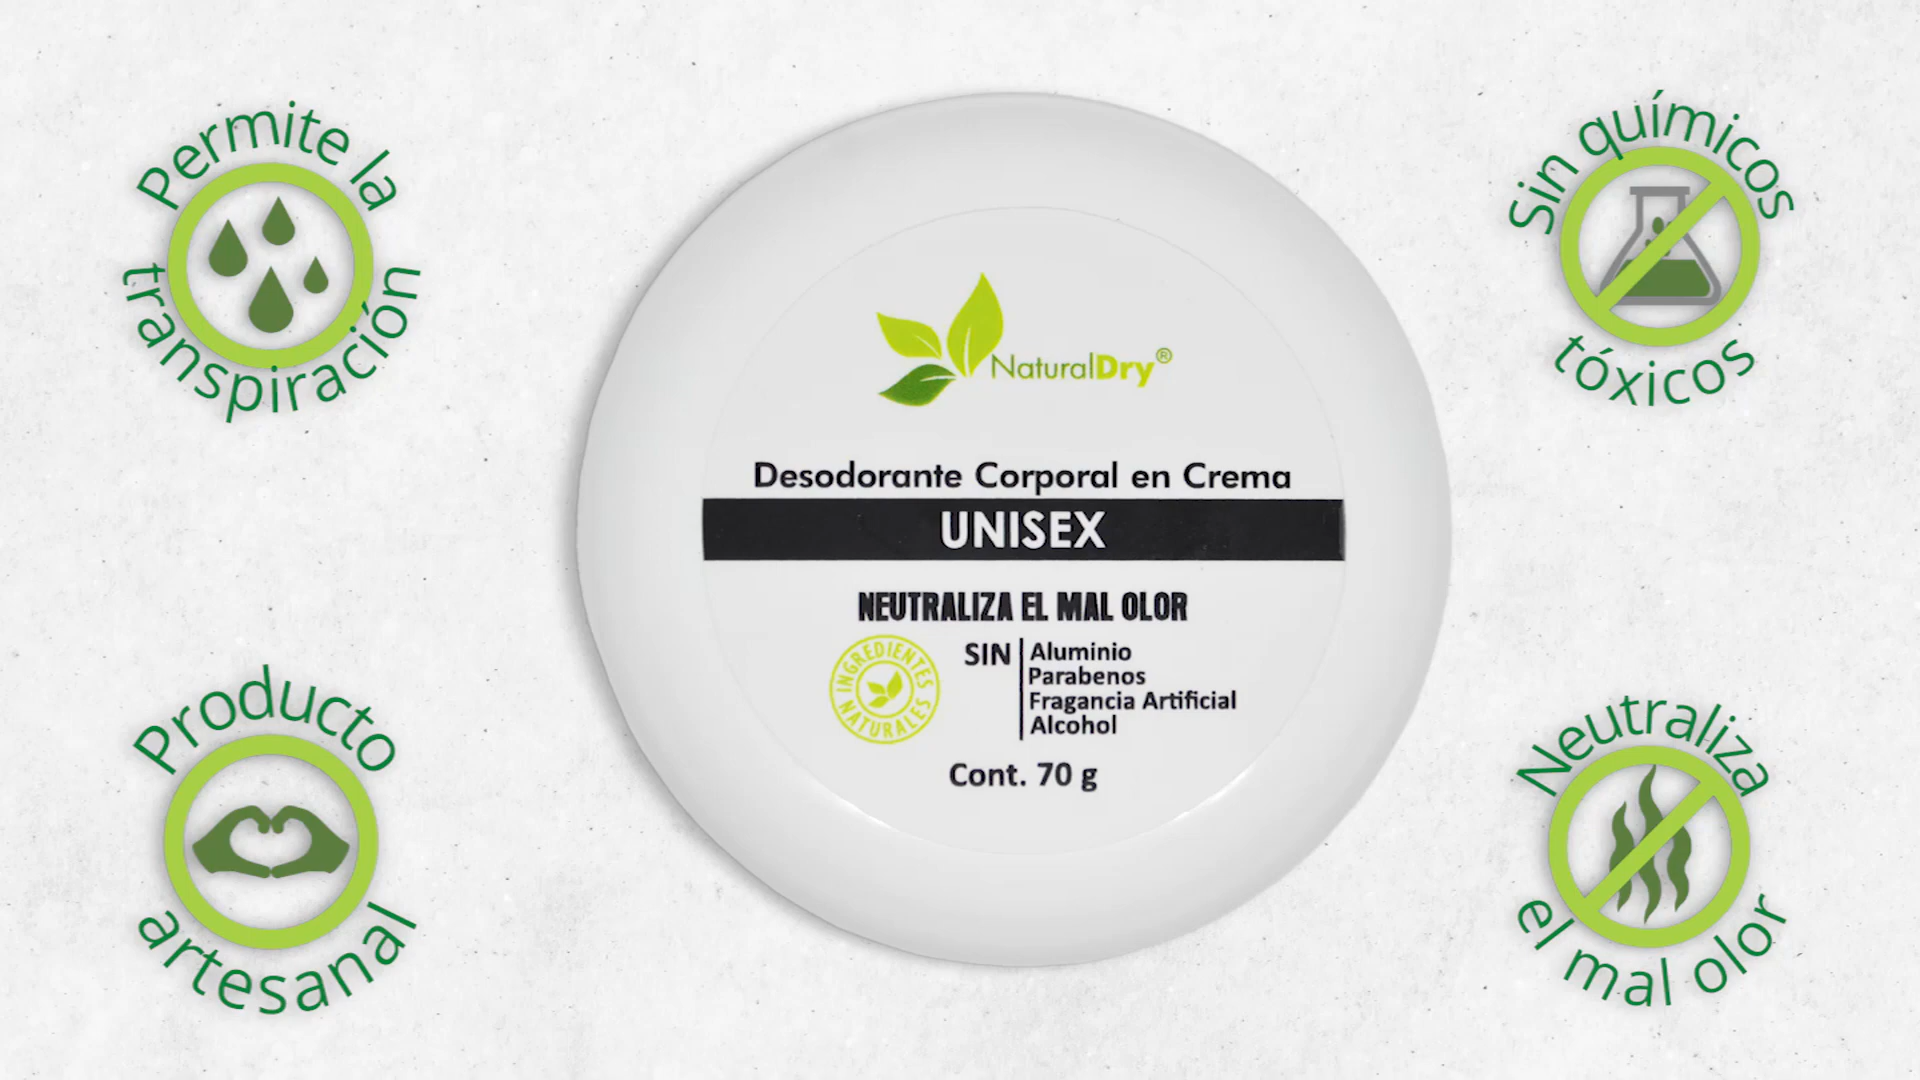 Permite la
transpiración
Sin químicos
tóxicos
NaturalDry®
Desodorante Corporal en Crema
UNISEX
NEUTRALIZA EL MAL OLOR
INGREDIENTES
NATURALES
SIN
Aluminio
Parabenos
Fragancia Artificial
Alcohol
Cont. 70 g
Producto
artesanal
Neutraliza
el mal olor